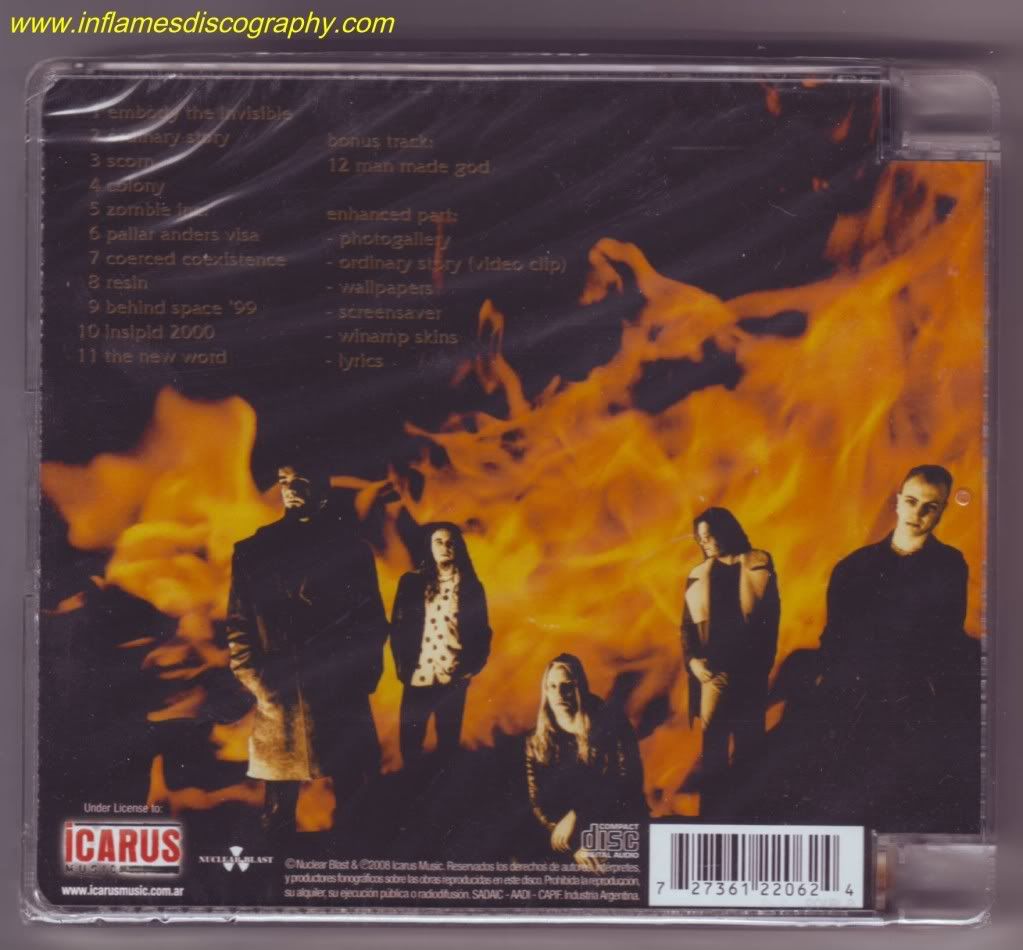 www.inflamesdiscography.com
1 embody the invisible
2 ordinary story
3 scorn
4 colony
5 zombie inc.
6 pallar anders visa
7 coerced coexistence
8 resin
9 behind space '99
10 insipid 2000
11 the new word
bonus track:
12 man made god
enhanced part:
- photogallery
- ordinary story (video clip)
- wallpapers
- screensaver
- winamp skins
- lyrics
Under License to:
iCARUS
MUSIC
www.icarusmusic.com.ar
NUCLEAR BLAST
© Nuclear Blast & ℗2008 Icarus Music. Reservados los derechos de autores, intérpretes,
y productores fonográficos sobre las obras reproducidas en este disco. Prohibida la reproducción,
su alquiler, su ejecución pública o radiodifusión. SADAIC - AADI - CAPIF. Industria Argentina.
COMPACT
disc
DIGITAL AUDIO
7 27361 22062 4